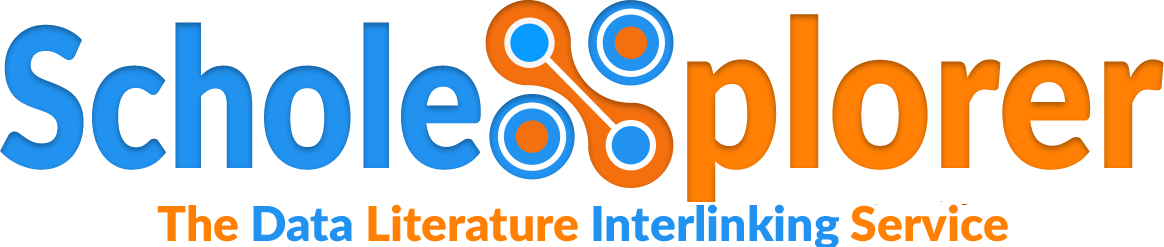 ScholeXplorer
The Data Literature Interlinking Service